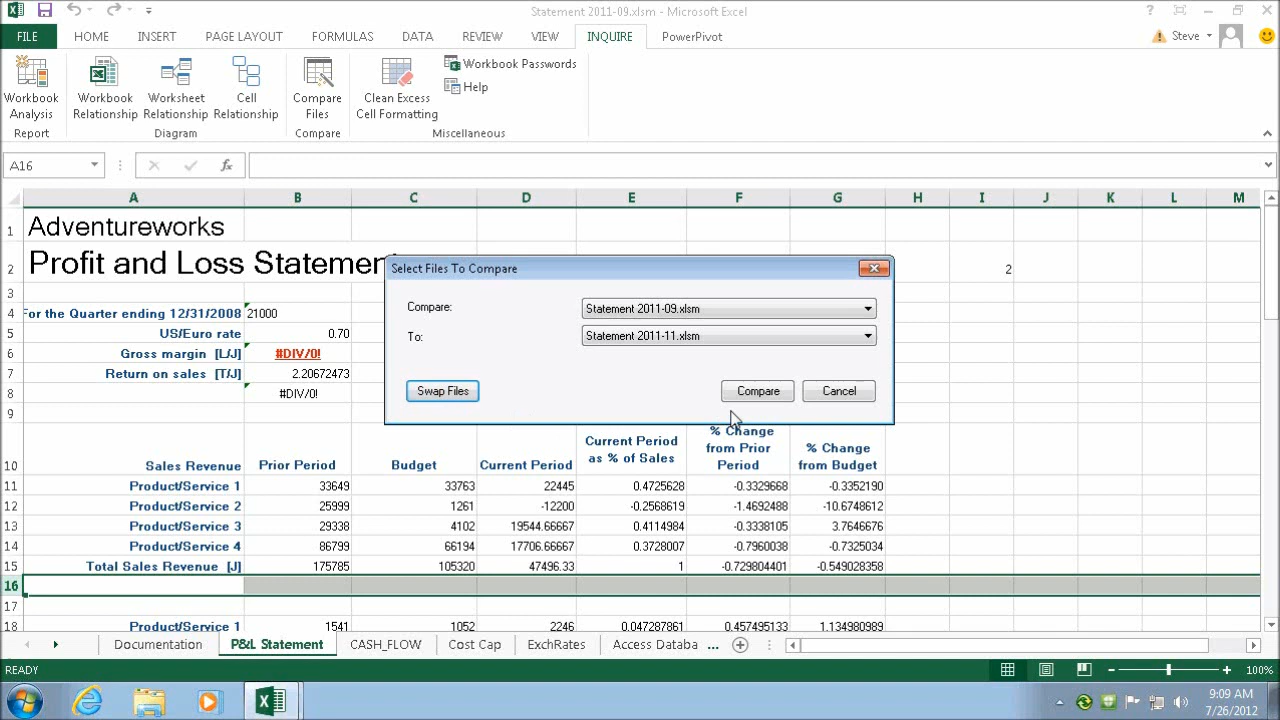 Statement 2011-09.xlsm - Microsoft Excel
?
FILE HOME INSERT PAGE LAYOUT FORMULAS DATA REVIEW VIEW INQUIRE PowerPivot Steve
Workbook Analysis
Workbook Relationship
Worksheet Relationship
Cell Relationship
Compare Files
Clean Excess Cell Formatting
Workbook Passwords
Help
Report Diagram Compare Miscellaneous
A16 fx
A B C D E F G H I J K L M
1 Adventureworks
2 Profit and Loss Statemen 2
3
4 For the Quarter ending 12/31/2008 21000
5 US/Euro rate 0.70
6 Gross margin [L/J] #DIV/0!
7 Return on sales [T/J] 2.20672473
8 #DIV/0!
9
Select Files To Compare
Compare: Statement 2011-09.xlsm
To: Statement 2011-11.xlsm
Swap Files Compare Cancel
10 Sales Revenue Prior Period Budget Current Period Current Period as % of Sales % Change from Prior Period % Change from Budget
11 Product/Service 1 33649 33763 22445 0.4725628 -0.3329668 -0.3352190
12 Product/Service 2 25999 1261 -12200 -0.2568619 -1.4692488 -10.6748612
13 Product/Service 3 29338 4102 19544.66667 0.4114984 -0.3338105 3.7646676
14 Product/Service 4 86799 66194 17706.66667 0.3728007 -0.7960038 -0.7325034
15 Total Sales Revenue [J] 175785 105320 47496.33 1 -0.729804401 -0.549028358
16
17
18 Product/Service 1 1541 1052 2246 0.047287861 0.457495133 1.134980989
Documentation P&L Statement CASH_FLOW Cost Cap ExchRates Access Databa ...
READY 100%
9:09 AM
7/26/2012